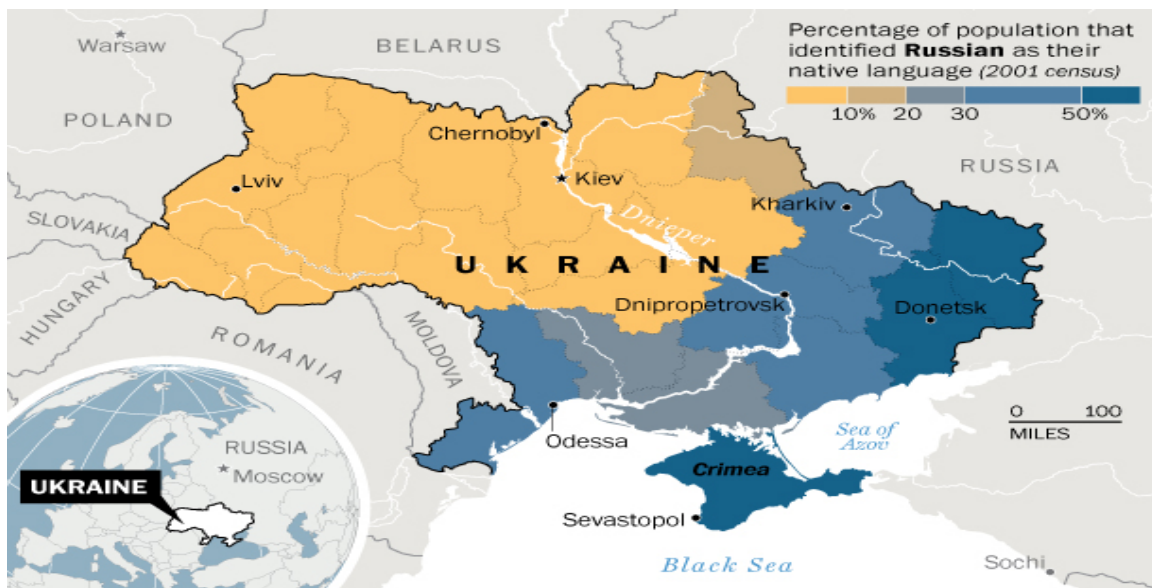 Percentage of population that
identified Russian as their
native language (2001 census)
10% 20 30 50%
Warsaw
BELARUS
POLAND
Chernobyl
RUSSIA
Lviv
Kiev
Kharkiv
SLOVAKIA
Dnieper
UKRAINE
HUNGARY
Dnipropetrovsk
Donetsk
MOLDOVA
ROMANIA
0 100
MILES
Odessa
Sea of
Azov
RUSSIA
Moscow
Crimea
UKRAINE
Sevastopol
Black Sea
Sochi